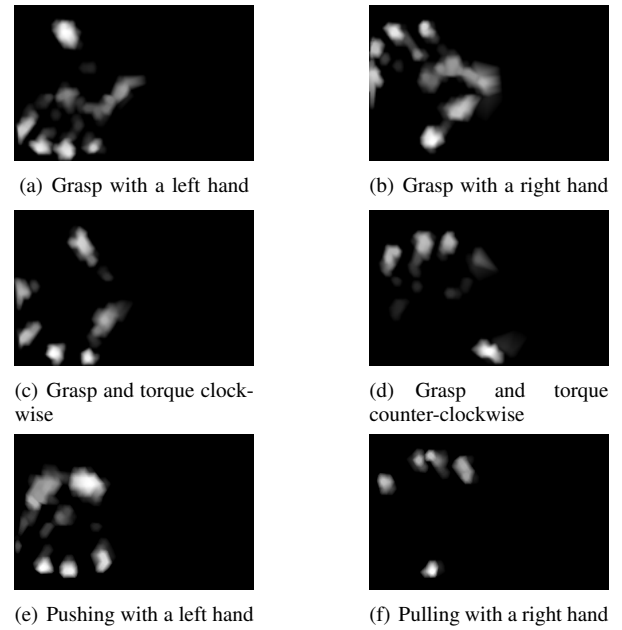 (a) Grasp with a left hand
(b) Grasp with a right hand
(c) Grasp and torque clock-
wise
(d) Grasp and torque
counter-clockwise
(e) Pushing with a left hand
(f) Pulling with a right hand